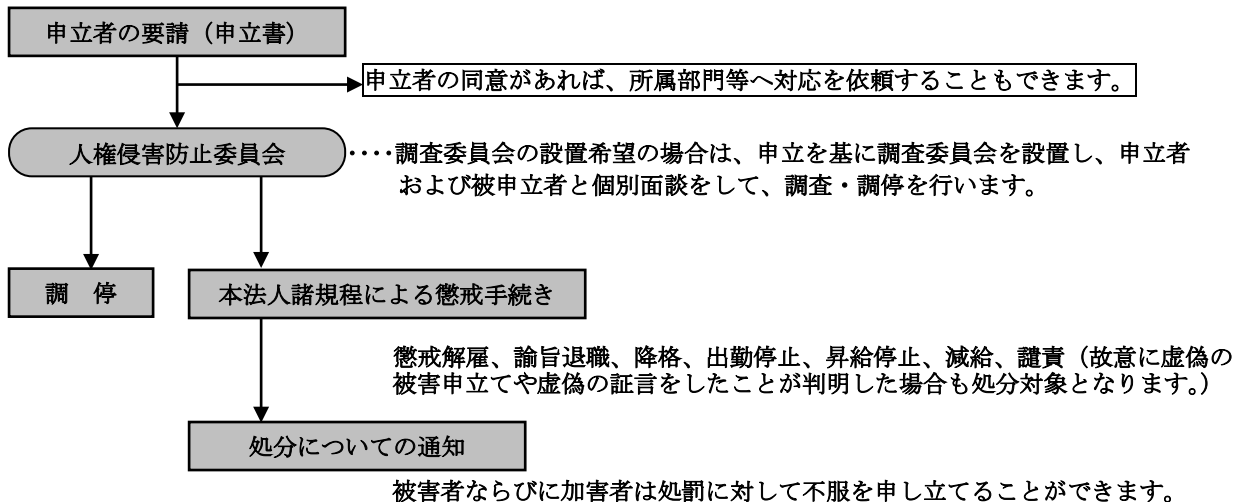 申立者の要請（申立書）
申立者の同意があれば、所属部門等へ対応を依頼することもできます。
人権侵害防止委員会
････調査委員会の設置希望の場合は、申立を基に調査委員会を設置し、申立者
および被申立者と個別面談をして、調査・調停を行います。
調　停
本法人諸規程による懲戒手続き
懲戒解雇、諭旨退職、降格、出勤停止、昇給停止、減給、譴責（故意に虚偽の
被害申立てや虚偽の証言をしたことが判明した場合も処分対象となります。）
処分についての通知
被害者ならびに加害者は処罰に対して不服を申し立てることができます。